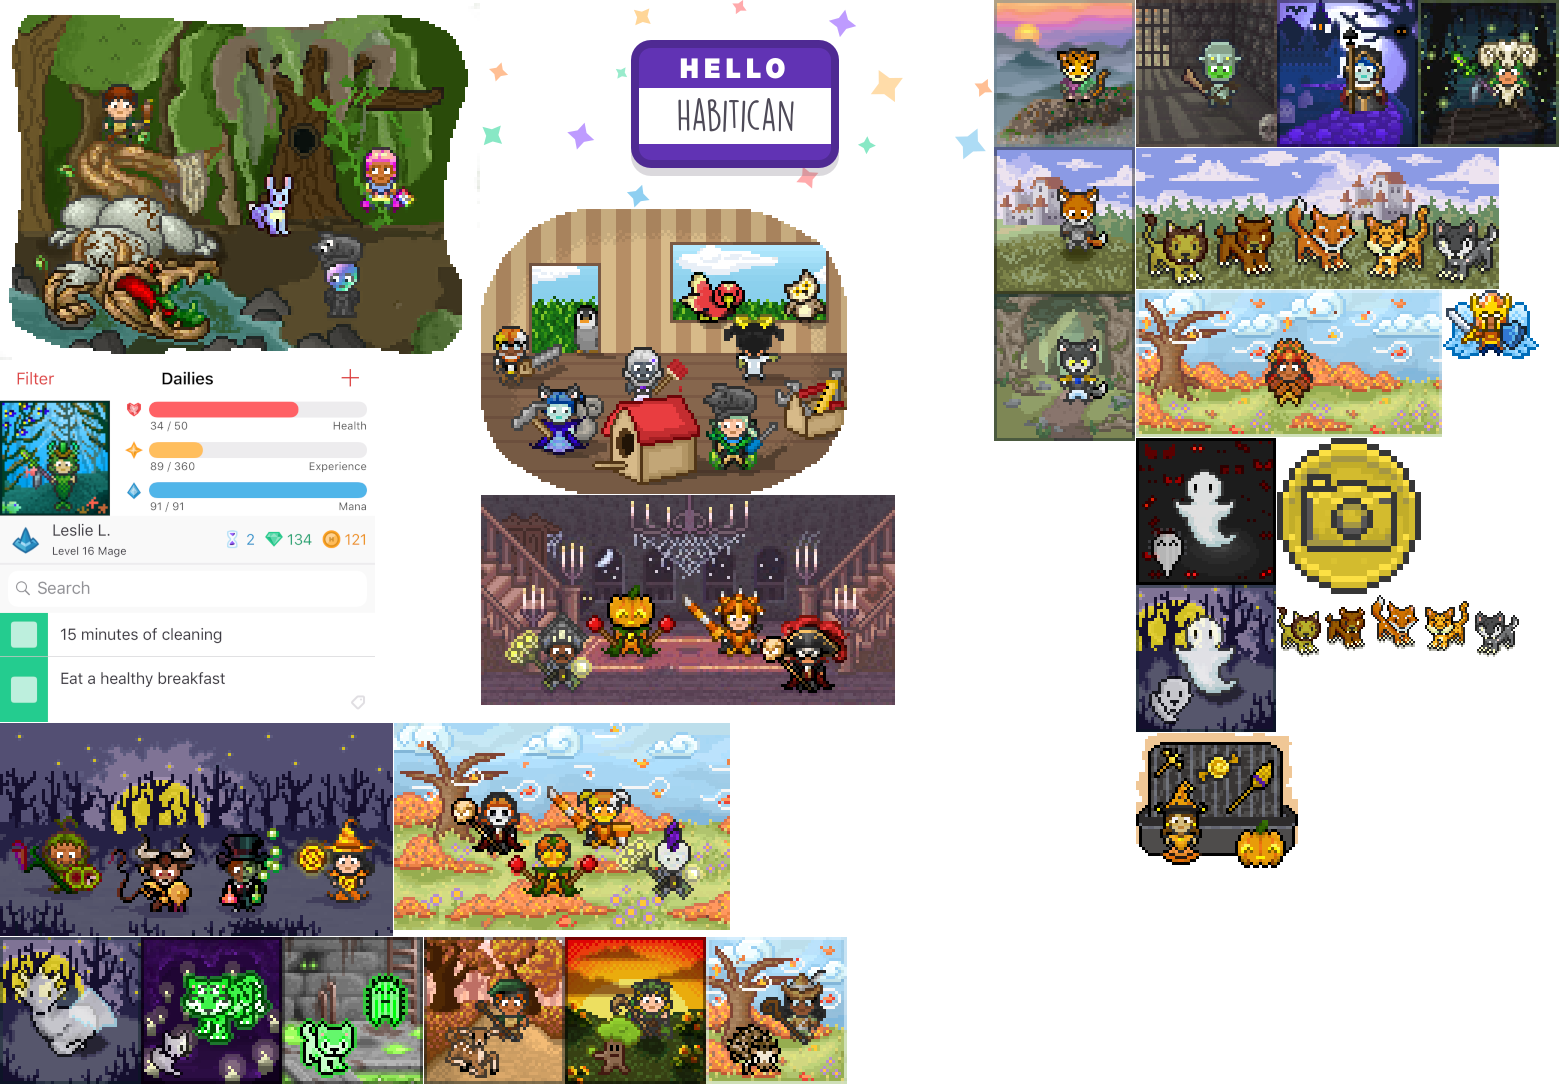 HELLO
HABITICAN
Filter
Dailies
34 / 50
Health
89 / 360
Experience
91 / 91
Mana
Leslie L.
Level 16 Mage
2
134
121
Search
15 minutes of cleaning
Eat a healthy breakfast